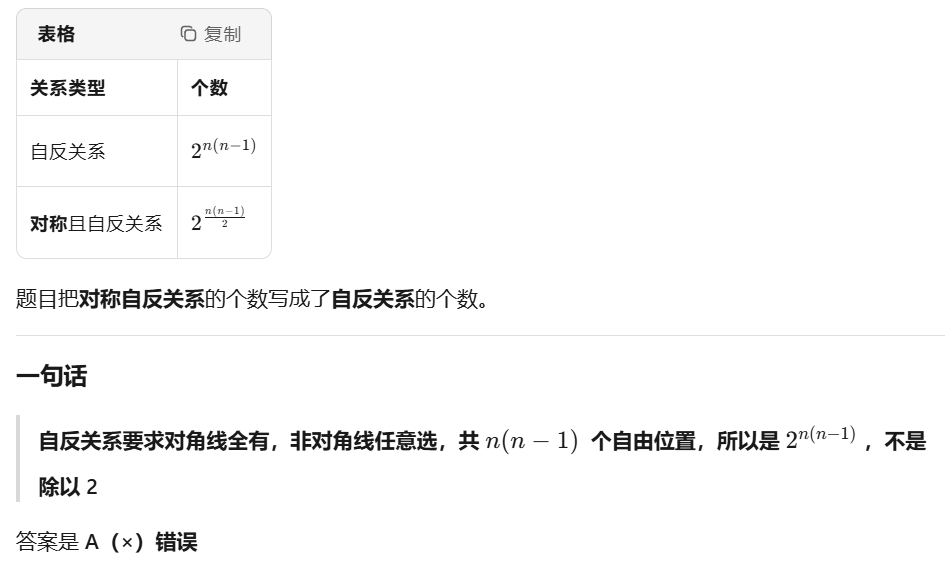 表格 复制
关系类型 个数
自反关系 2^{n(n−1)}
对称且自反关系 2^{\frac{n(n−1)}{2}}
题目把对称自反关系的个数写成了自反关系的个数。
一句话
自反关系要求对角线全有，非对角线任意选，共 n(n − 1) 个自由位置，所以是 2^{n(n−1)} ，不是
除以 2
答案是 A（×）错误